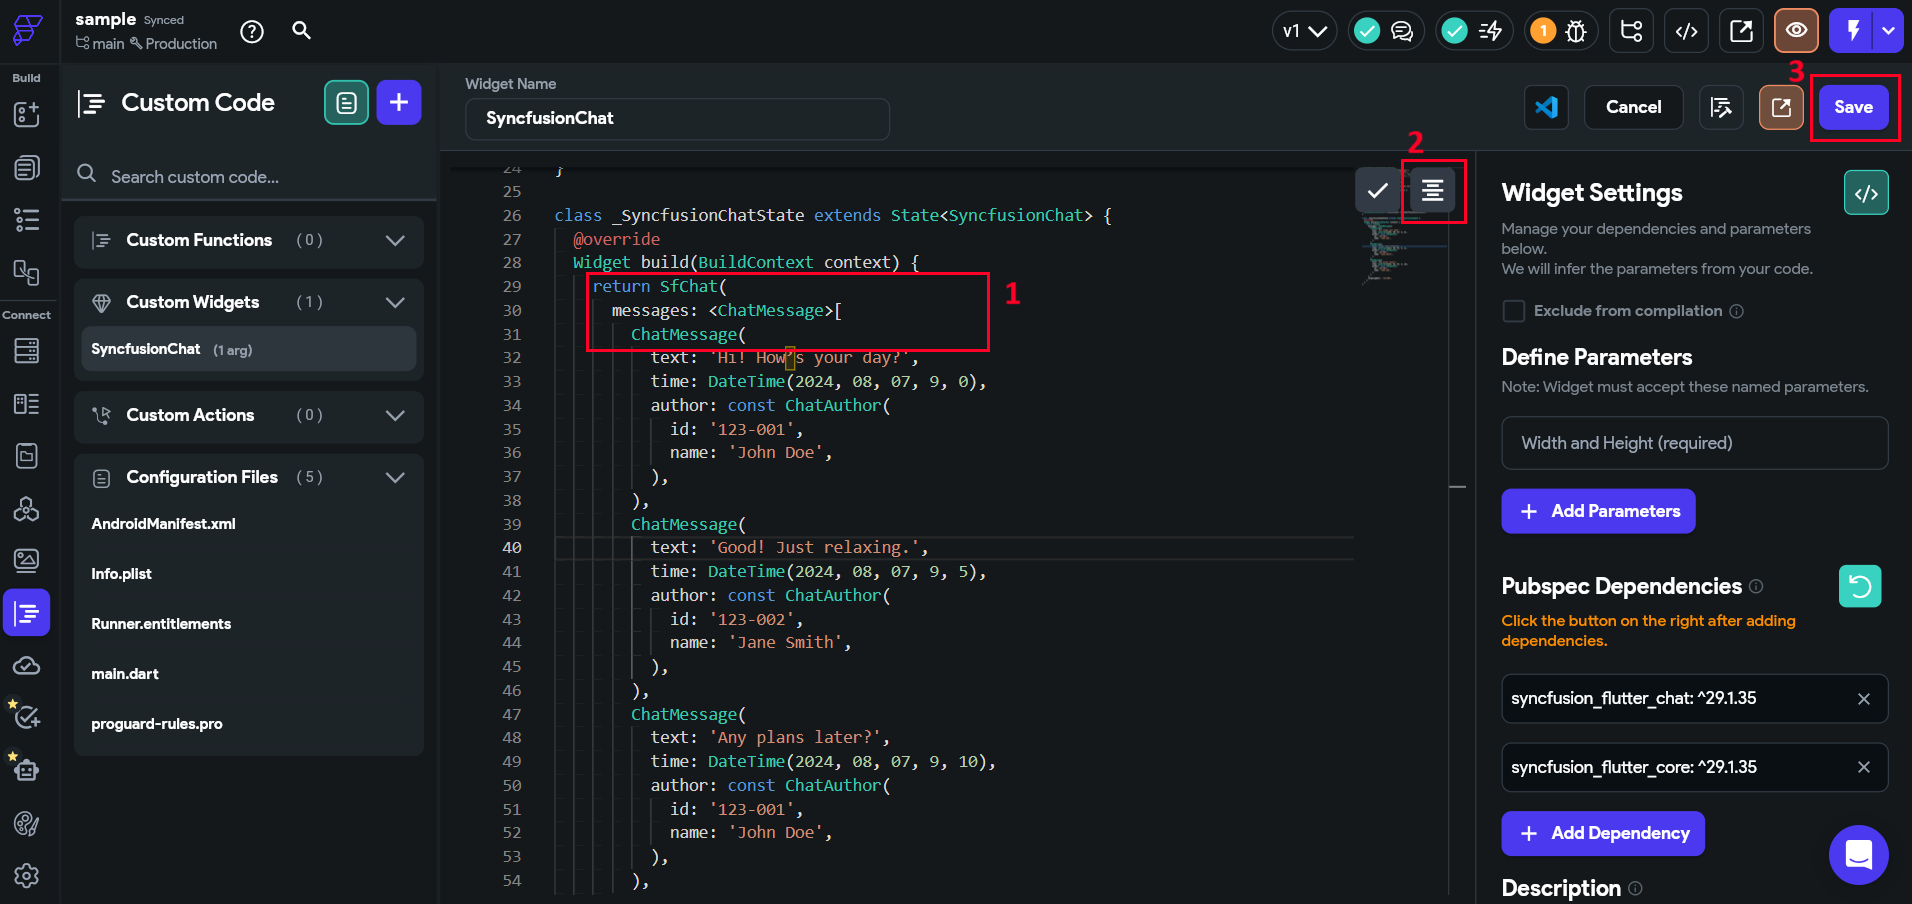 sample Synced
main Production
v1
1
Build
Connect
Custom Code
Search custom code...
Custom Functions (0)
Custom Widgets (1)
SyncfusionChat (1 arg)
Custom Actions (0)
Configuration Files (5)
AndroidManifest.xml
Info.plist
Runner.entitlements
main.dart
proguard-rules.pro
Widget Name
SyncfusionChat
Cancel
3
Save
2
1
24 }
25
26 class _SyncfusionChatState extends State<SyncfusionChat> {
27 @override
28 Widget build(BuildContext context) {
29 return SfChat(
30 messages: <ChatMessage>[
31 ChatMessage(
32 text: 'Hi! How’s your day?',
33 time: DateTime(2024, 08, 07, 9, 0),
34 author: const ChatAuthor(
35 id: '123-001',
36 name: 'John Doe',
37 ),
38 ),
39 ChatMessage(
40 text: 'Good! Just relaxing.',
41 time: DateTime(2024, 08, 07, 9, 5),
42 author: const ChatAuthor(
43 id: '123-002',
44 name: 'Jane Smith',
45 ),
46 ),
47 ChatMessage(
48 text: 'Any plans later?',
49 time: DateTime(2024, 08, 07, 9, 10),
50 author: const ChatAuthor(
51 id: '123-001',
52 name: 'John Doe',
53 ),
54 ),
Widget Settings
Manage your dependencies and parameters
below.
We will infer the parameters from your code.
Exclude from compilation
Define Parameters
Note: Widget must accept these named parameters.
Width and Height (required)
+ Add Parameters
Pubspec Dependencies
Click the button on the right after adding
dependencies.
syncfusion_flutter_chat: ^29.1.35
syncfusion_flutter_core: ^29.1.35
+ Add Dependency
Description